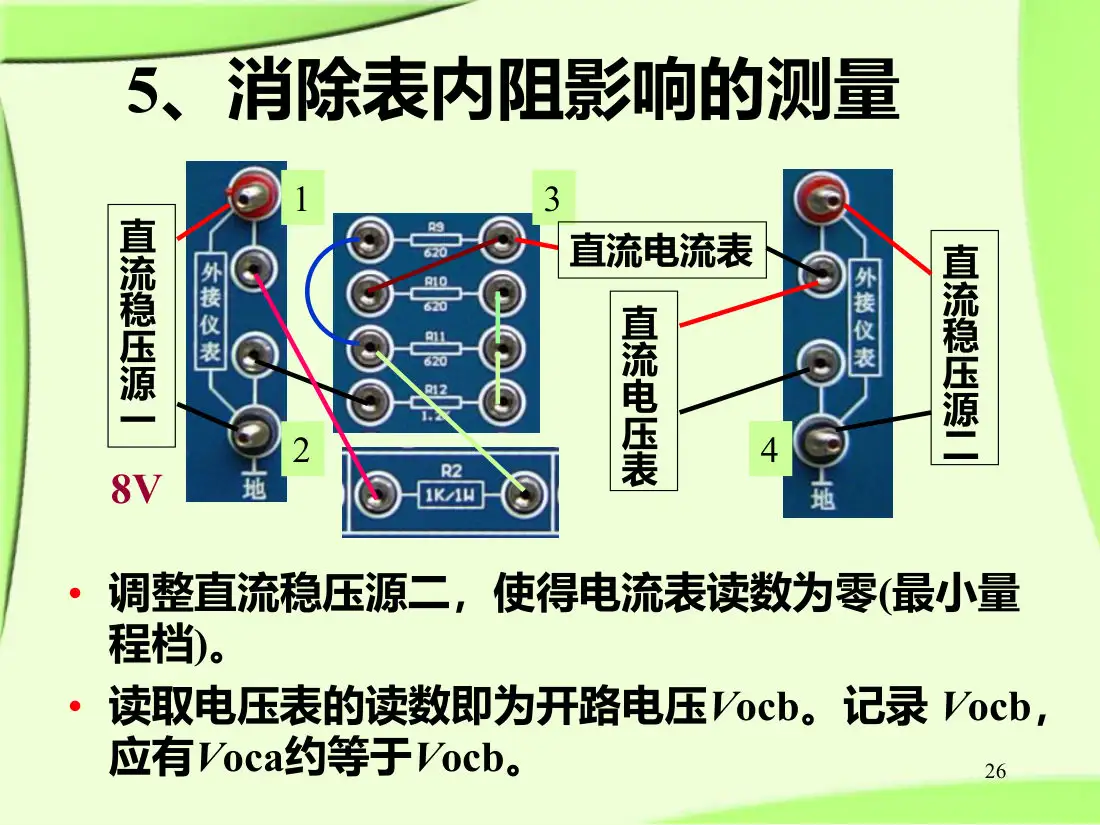 5、消除表内阻影响的测量
直流稳压源一
8V
1
外接仪表
2
地
R9
620
R10
620
R11
620
R12
1.2K
R2
1K/1W
3
直流电流表
直流电压表
4
外接仪表
地
直流稳压源二
• 调整直流稳压源二，使得电流表读数为零(最小量
程档)。
• 读取电压表的读数即为开路电压Vocb。记录 Vocb，
应有Voca约等于Vocb。
26